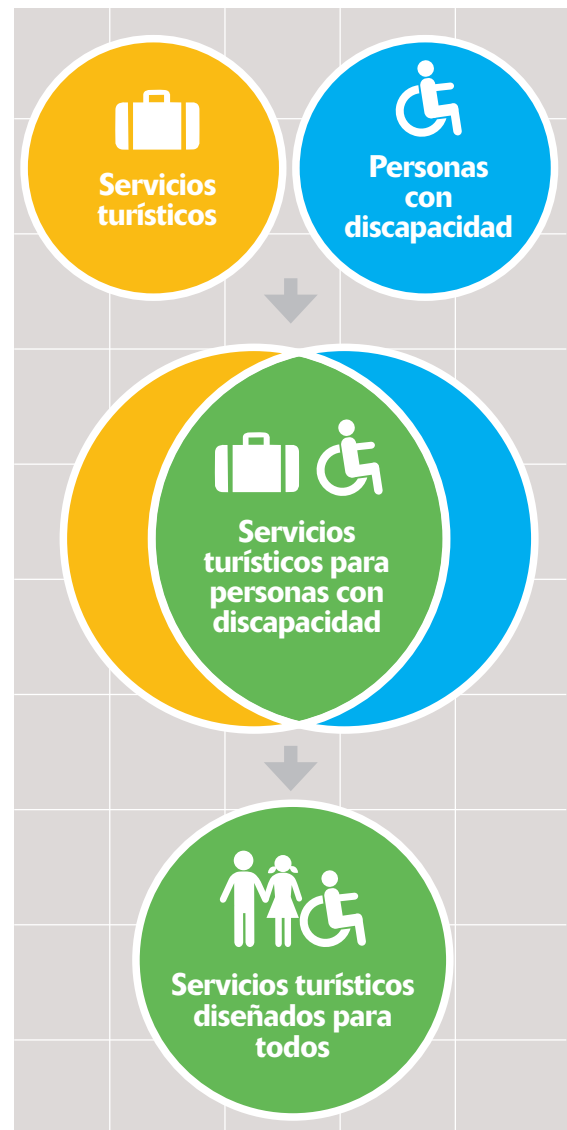 Servicios
turísticos
Personas
con
discapacidad
Servicios
turísticos para
personas con
discapacidad
Servicios turísticos
diseñados para
todos